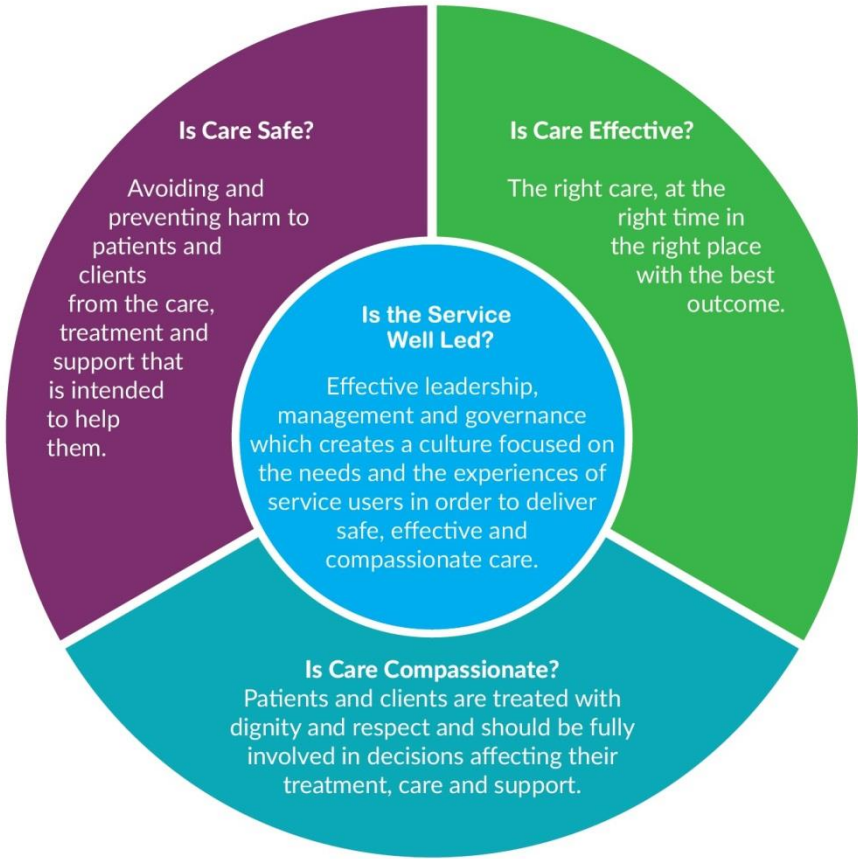 Is Care Safe?
Avoiding and
preventing harm to
patients and
clients
from the care,
treatment and
support that
is intended
to help
them.
Is Care Effective?
The right care, at the
right time in
the right place
with the best
outcome.
Is the Service
Well Led?
Effective leadership,
management and governance
which creates a culture focused on
the needs and the experiences of
service users in order to deliver
safe, effective and
compassionate care.
Is Care Compassionate?
Patients and clients are treated with
dignity and respect and should be fully
involved in decisions affecting their
treatment, care and support.